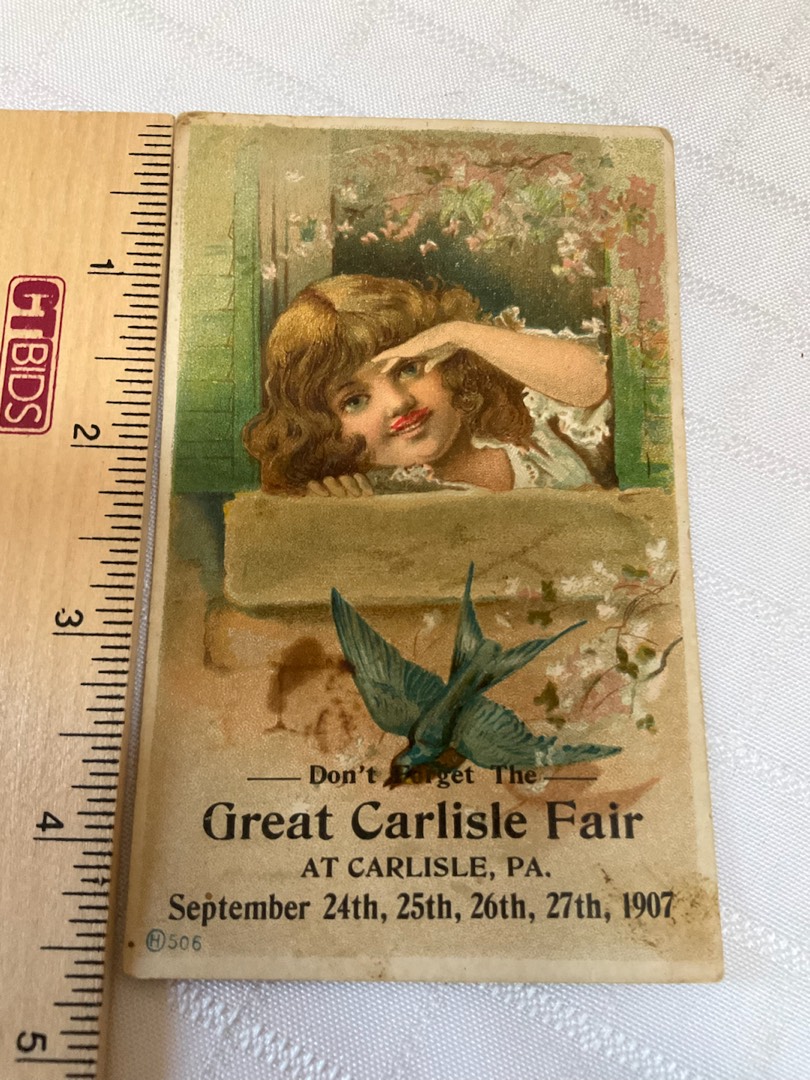 1
GTBIDS
2
3
4
5
Don't Forget The
Great Carlisle Fair
AT CARLISLE, PA.
September 24th, 25th, 26th, 27th, 1907
H 506